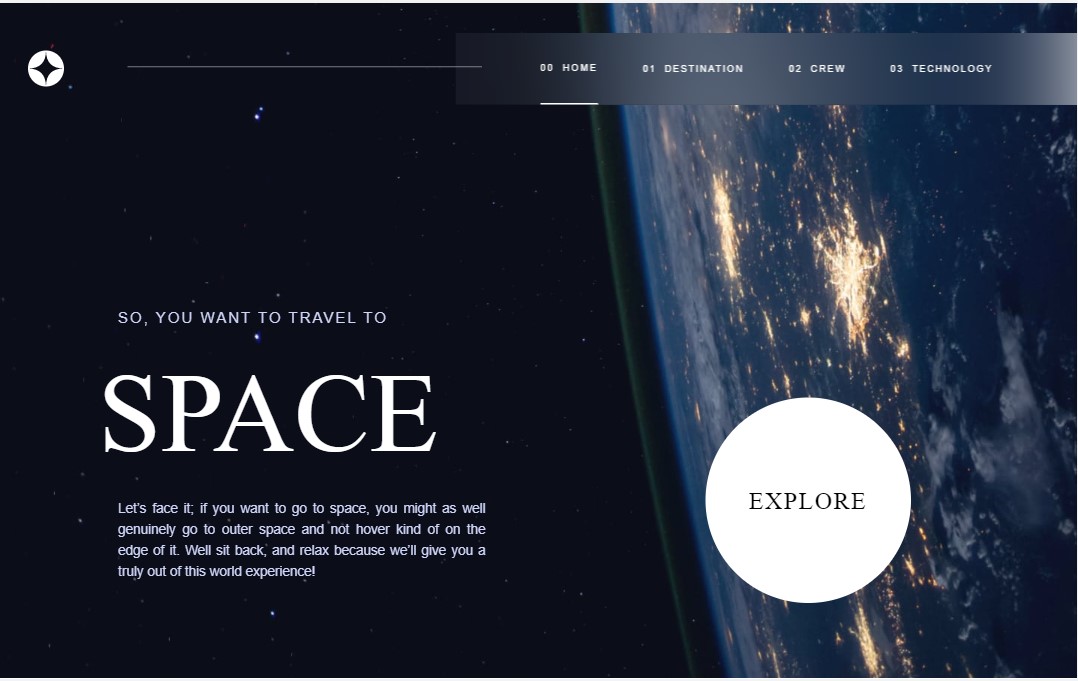 00 HOME 01 DESTINATION 02 CREW 03 TECHNOLOGY
SO, YOU WANT TO TRAVEL TO
SPACE
Let’s face it; if you want to go to space, you might as well
genuinely go to outer space and not hover kind of on the
edge of it. Well sit back, and relax because we’ll give you a
truly out of this world experience!
EXPLORE